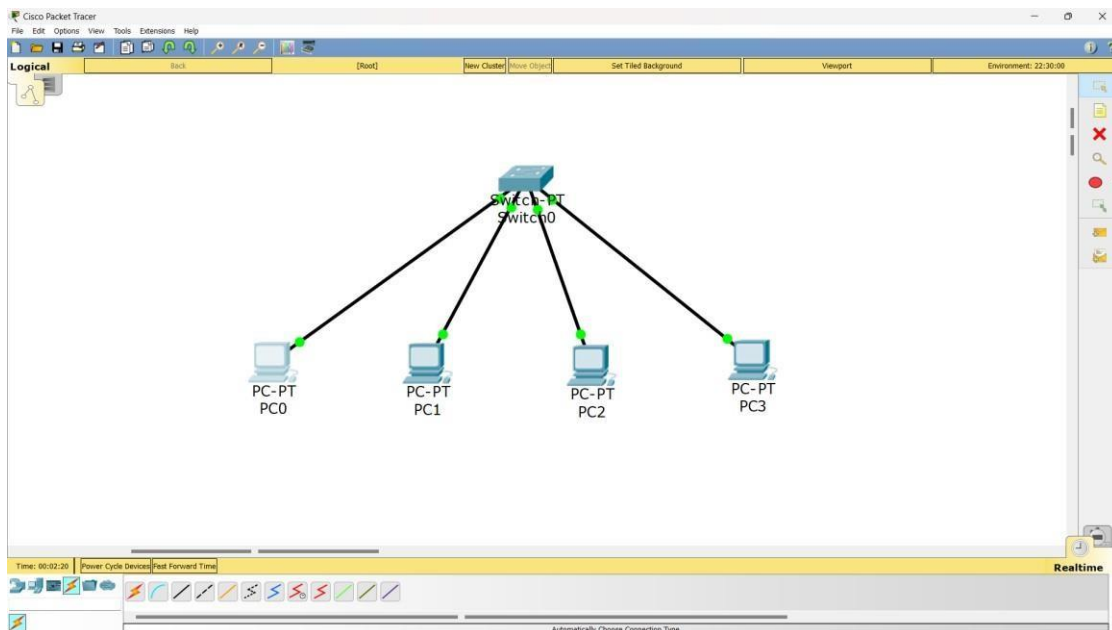 Cisco Packet Tracer
File Edit Options View Tools Extensions Help
Logical Back [Root] New Cluster Move Object Set Tiled Background Viewport Environment: 22:30:00
Switch-PT
Switch0
PC-PT
PC0
PC-PT
PC1
PC-PT
PC2
PC-PT
PC3
Time: 00:02:20 Power Cycle Devices Fast Forward Time Realtime
Automatically Choose Connection Type